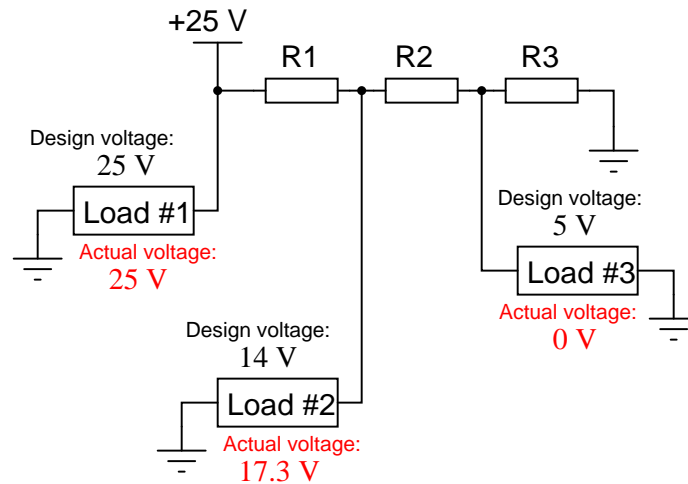 +25 V
R1
R2
R3
Design voltage:
25 V
Load #1
Actual voltage:
25 V
Design voltage:
5 V
Load #3
Actual voltage:
0 V
Design voltage:
14 V
Load #2
Actual voltage:
17.3 V